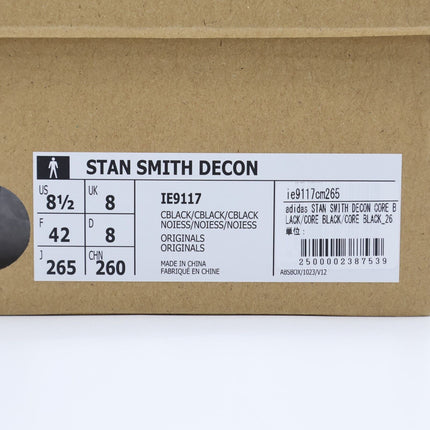 STAN SMITH DECON
US UK
8½ 8
F D
42 8
J CHN
265 260
IE9117
CBLACK/CBLACK/CBLACK
NOIESS/NOIESS/NOIESS
ORIGINALS
ORIGINALS
MADE IN CHINA
FABRIQUÉ EN CHINE
ie9117cm265
adidas STAN SMITH DECON CORE B
LACK/CORE BLACK/CORE BLACK_26
単位:
2500002387539
A85BOX/1023/V12